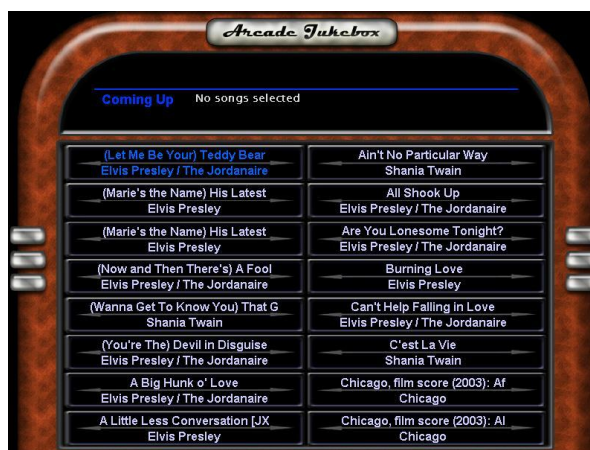 Arcade Jukebox
Coming Up No songs selected
(Let Me Be Your) Teddy Bear
Elvis Presley / The Jordanaire
Ain't No Particular Way
Shania Twain
(Marie's the Name) His Latest
Elvis Presley
All Shook Up
Elvis Presley / The Jordanaire
(Marie's the Name) His Latest
Elvis Presley
Are You Lonesome Tonight?
Elvis Presley / The Jordanaire
(Now and Then There's) A Fool
Elvis Presley / The Jordanaire
Burning Love
Elvis Presley
(Wanna Get To Know You) That G
Shania Twain
Can't Help Falling in Love
Elvis Presley / The Jordanaire
(You're The) Devil in Disguise
Elvis Presley / The Jordanaire
C'est La Vie
Shania Twain
A Big Hunk o' Love
Elvis Presley / The Jordanaire
Chicago, film score (2003): Af
Chicago
A Little Less Conversation [JX
Elvis Presley
Chicago, film score (2003): Al
Chicago